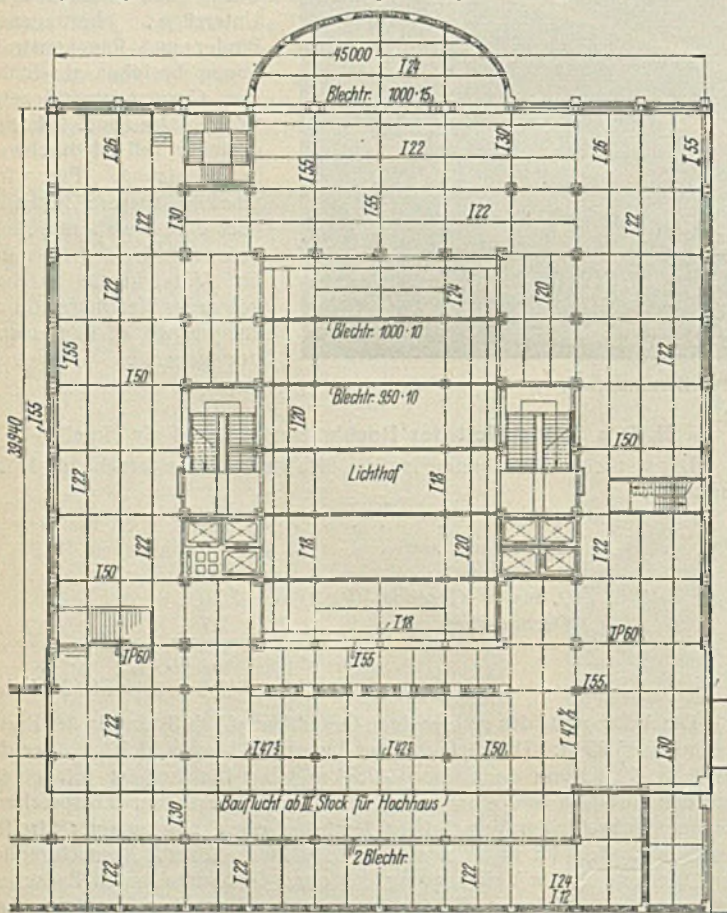 45000
I24
Blechtr. 1000·15
I30
I26
I55
I22
I26
I55
I22
I30
I55
I22
I22
I22
I24
I20
I22
Blechtr. 1000·10
I55
I22
I50
Blechtr. 950·10
39940
I55
I20
I50
I22
Lichthof
I18
I22
I18
I20
I22
I50
I18
IP60
IP60
I55
I55
I22
I47½
I30
I47½
I42½
I50
Bauflucht ab III. Stock für Hochhaus
I30
2 Blechtr.
I22
I22
I22
I22
I24
I12